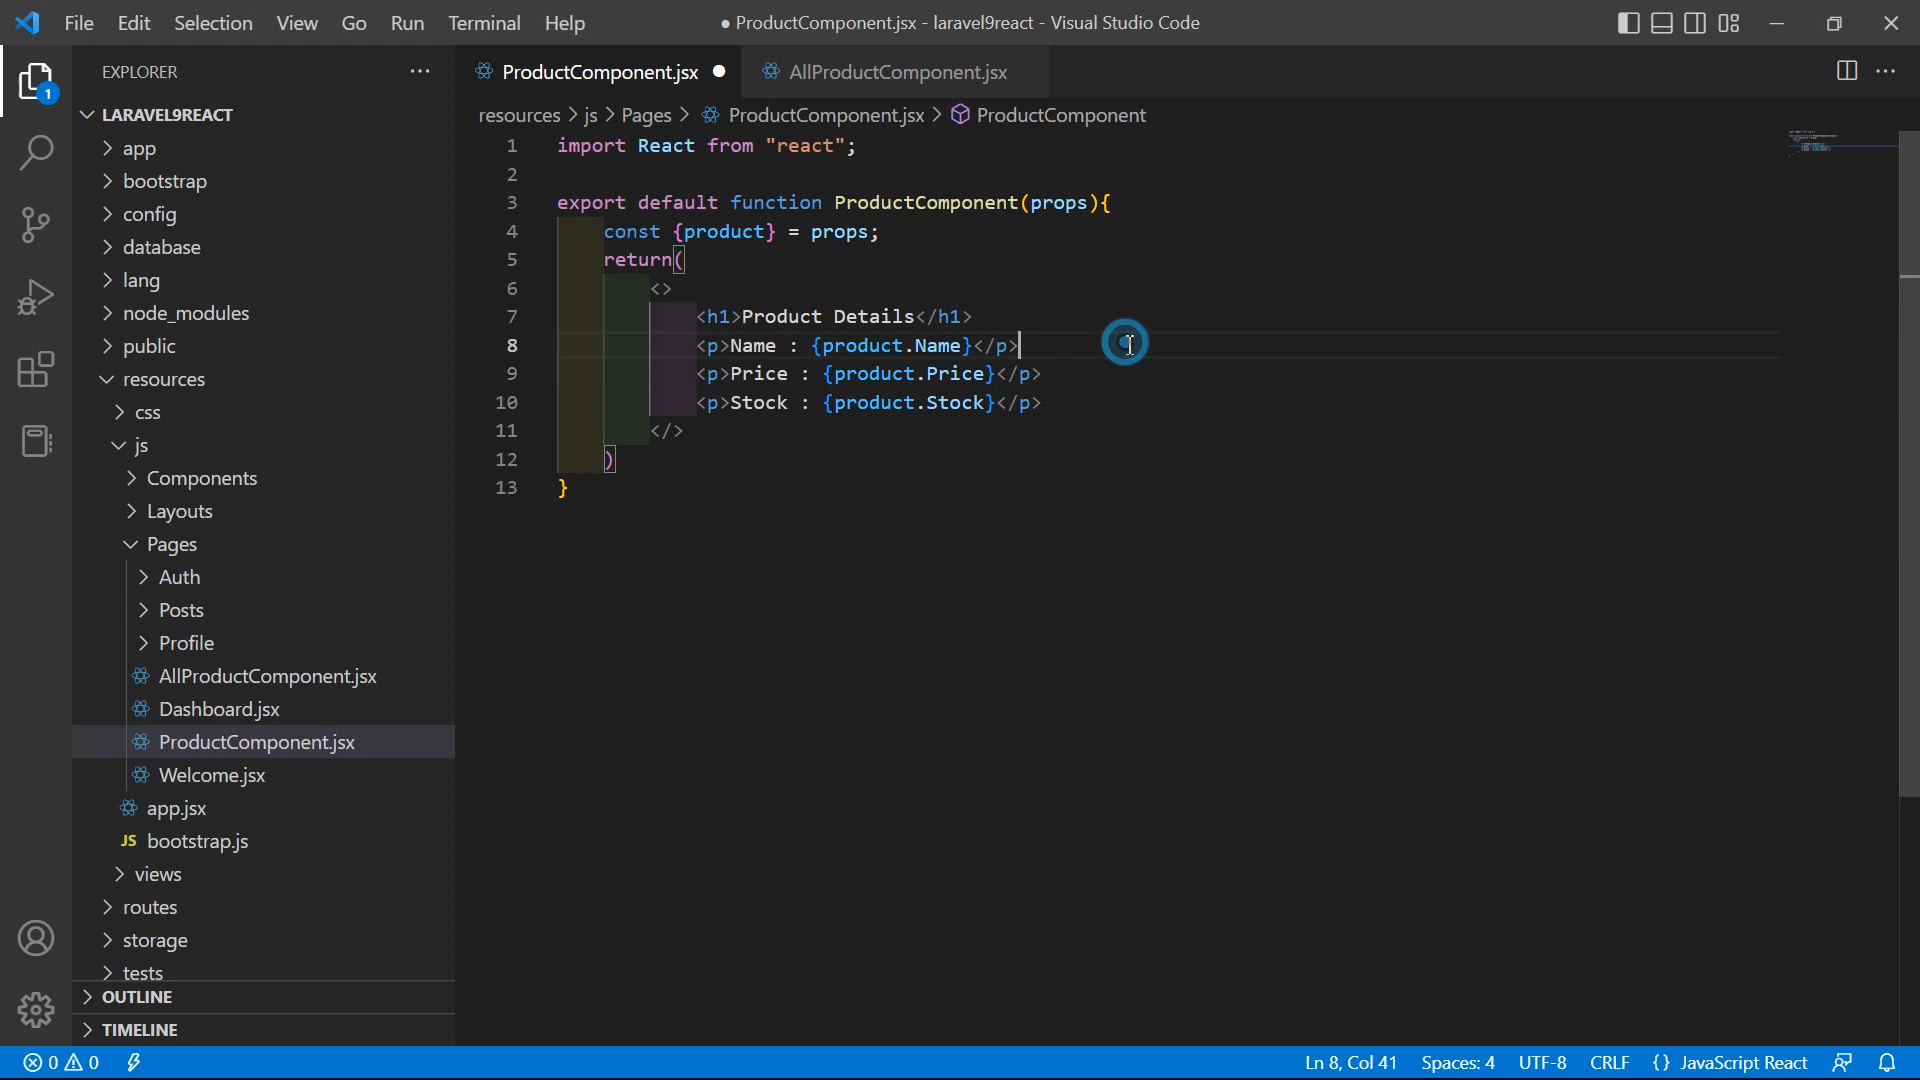 File Edit Selection View Go Run Terminal Help
● ProductComponent.jsx - laravel9react - Visual Studio Code
EXPLORER
ProductComponent.jsx
AllProductComponent.jsx
resources > js > Pages > ProductComponent.jsx > ProductComponent
1
LARAVEL9REACT
app
bootstrap
config
database
lang
node_modules
public
resources
css
js
Components
Layouts
Pages
Auth
Posts
Profile
AllProductComponent.jsx
Dashboard.jsx
ProductComponent.jsx
Welcome.jsx
app.jsx
JS bootstrap.js
views
routes
storage
tests
OUTLINE
TIMELINE
1 import React from "react";
2
3 export default function ProductComponent(props){
4 const {product} = props;
5 return(
6 <>
7 <h1>Product Details</h1>
8 <p>Name : {product.Name}</p>
9 <p>Price : {product.Price}</p>
10 <p>Stock : {product.Stock}</p>
11 </>
12 )
13 }
0 0
Ln 8, Col 41 Spaces: 4 UTF-8 CRLF {} JavaScript React